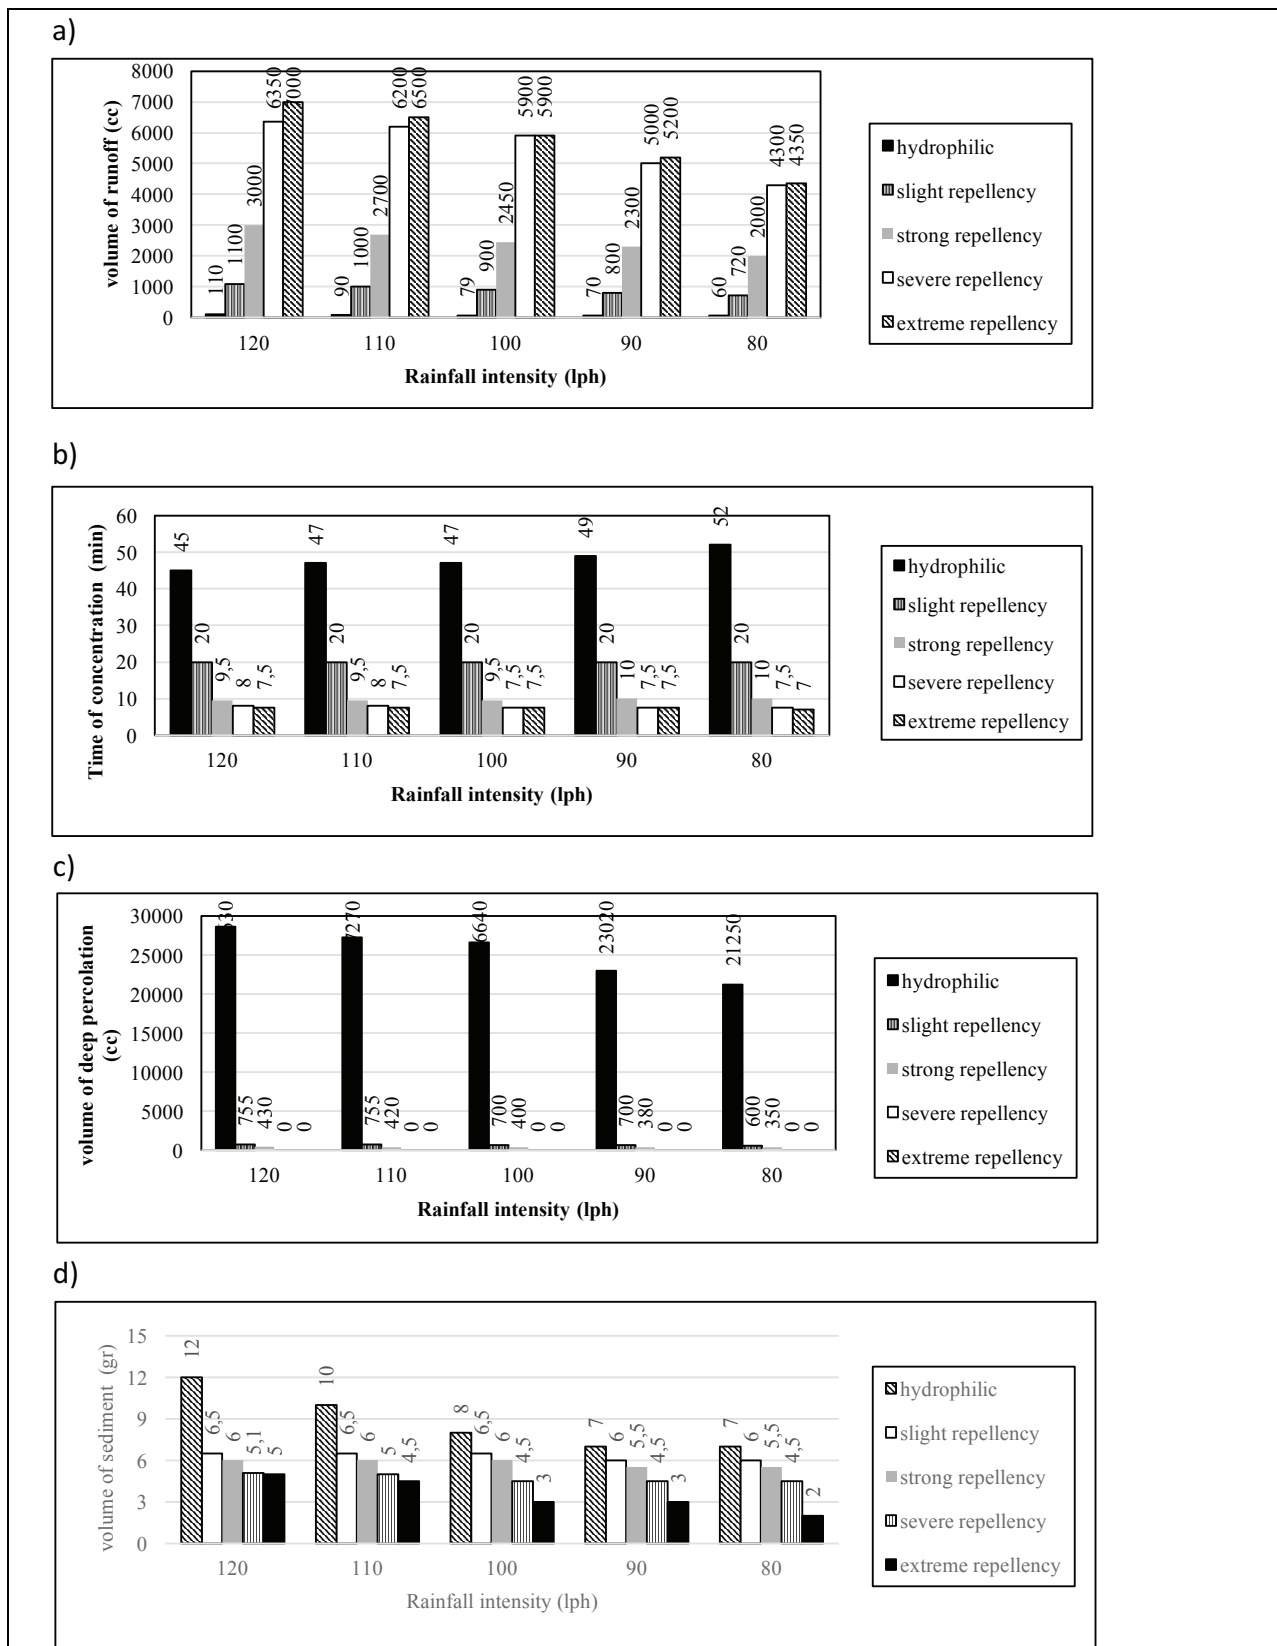 a)
8000
7000
6000
5000
4000
3000
2000
1000
0
volume of runoff (cc)
110 1100 3000 6350 7000
90 1000 2700 6200 6500
79 900 2450 5900 5900
70 800 2300 5000 5200
60 720 2000 4300 4350
120 110 100 90 80
Rainfall intensity (lph)
hydrophilic
slight repellency
strong repellency
severe repellency
extreme repellency
b)
60
50
40
30
20
10
0
Time of concentration (min)
45 20 9,5 8 7,5
47 20 9,5 8 7,5
47 20 9,5 7,5 7,5
49 20 10 7,5 7,5
52 20 10 7,5 7
120 110 100 90 80
Rainfall intensity (lph)
hydrophilic
slight repellency
strong repellency
severe repellency
extreme repellency
c)
30000
25000
20000
15000
10000
5000
0
volume of deep percolation
(cc)
755 430 0 0
755 420 0 0
700 400 0 0
23020 700 380 0 0
21250 600 350 0 0
120 110 100 90 80
Rainfall intensity (lph)
hydrophilic
slight repellency
strong repellency
severe repellency
extreme repellency
d)
15
12
9
6
3
0
volume of sediment (gr)
12 6,5 6 5,1 5
10 6,5 6 5 4,5
8 6,5 6 4,5 3
7 6 5,5 4,5 3
7 6 5,5 4,5 2
120 110 100 90 80
Rainfall intensity (lph)
hydrophilic
slight repellency
strong repellency
severe repellency
extreme repellency